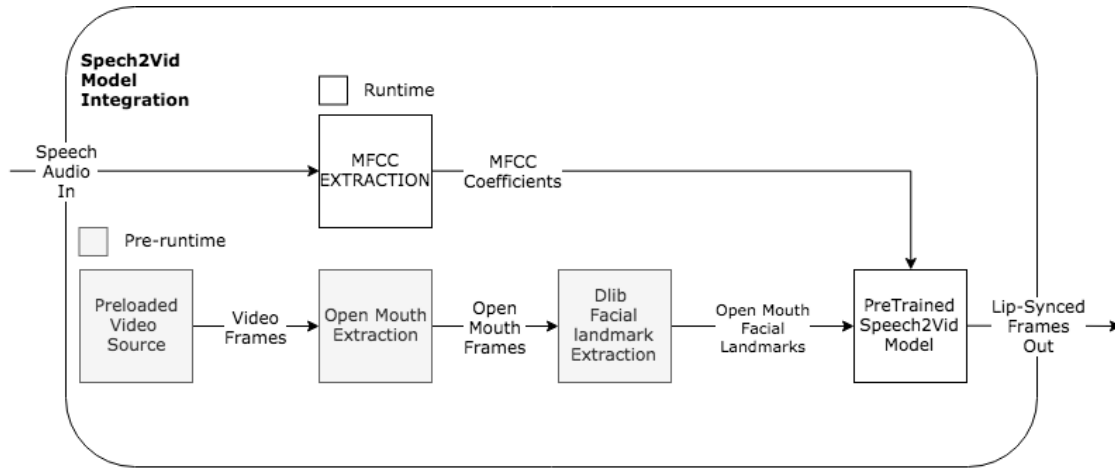 Spech2Vid
Model
Integration
Runtime
Speech
Audio
In
MFCC
EXTRACTION
MFCC
Coefficients
Pre-runtime
Preloaded
Video
Source
Video
Frames
Open Mouth
Extraction
Open
Mouth
Frames
Dlib
Facial
landmark
Extraction
Open Mouth
Facial
Landmarks
PreTrained
Speech2Vid
Model
Lip-Synced
Frames
Out